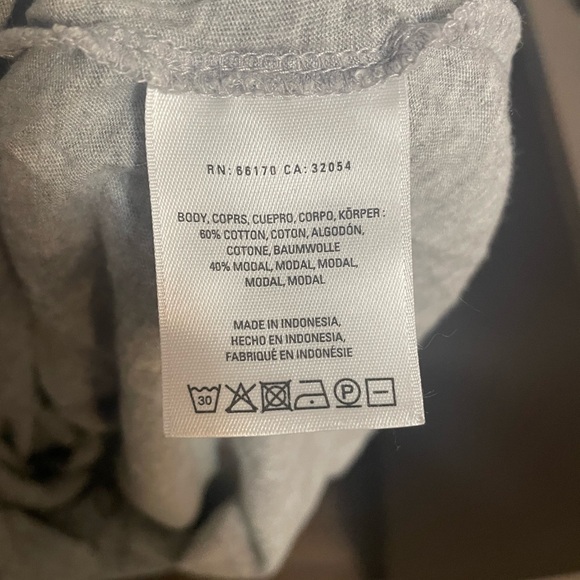 RN: 66170 CA: 32054
BODY, COPRS, CUEPRO, CORPO, KÖRPER :
60% COTTON, COTON, ALGODÓN,
COTONE, BAUMWOLLE
40% MODAL, MODAL, MODAL,
MODAL, MODAL
MADE IN INDONESIA,
HECHO EN INDONESIA,
FABRIQUÉ EN INDONÉSIE
30 P